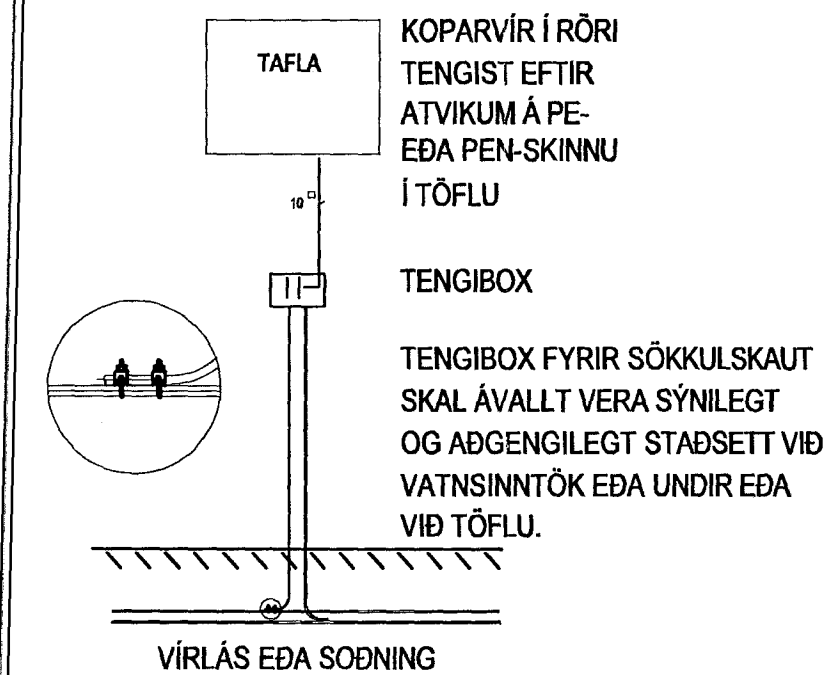 TAFLA
KOPARVÍR Í RÖRI
TENGIST EFTIR
ATVIKUM Á PE-
EÐA PEN-SKINNU
Í TÖFLU
10 □
TENGIBOX
TENGIBOX FYRIR SÖKKULSKAUT
SKAL ÁVALLT VERA SÝNILEGT
OG AÐGENGILEGT STAÐSETT VIÐ
VATNSINNTÖK EÐA UNDIR EÐA
VIÐ TÖFLU.
VÍRLÁS EÐA SOÐNING